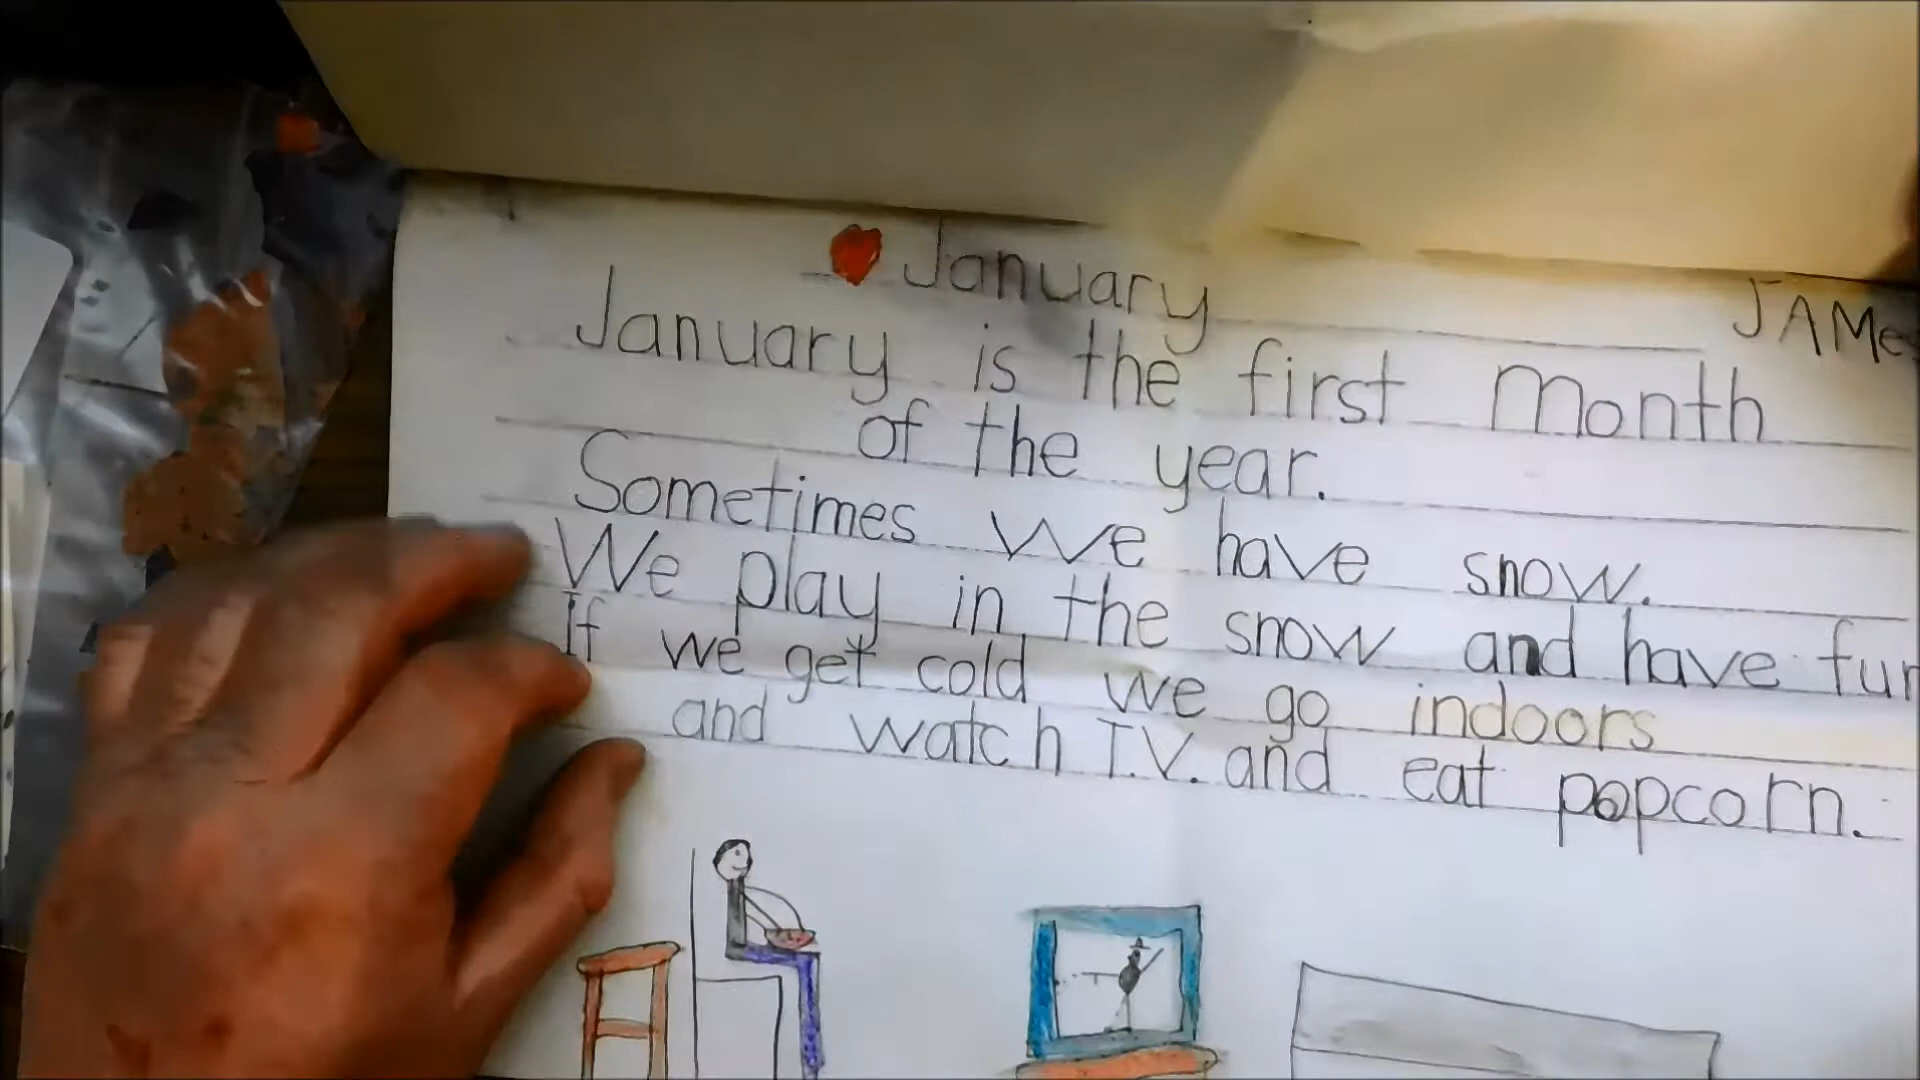 January
JAMes
January is the first month
of the year.
Sometimes we have snow.
We play in the snow and have fun
If we get cold we go indoors
and watch T.V. and eat popcorn.